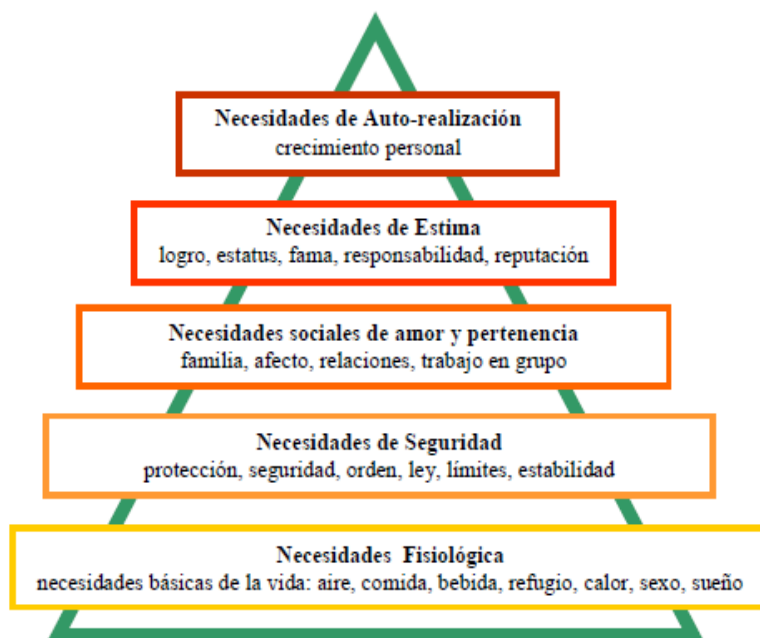 Necesidades de Auto-realización
crecimiento personal
Necesidades de Estima
logro, estatus, fama, responsabilidad, reputación
Necesidades sociales de amor y pertenencia
familia, afecto, relaciones, trabajo en grupo
Necesidades de Seguridad
protección, seguridad, orden, ley, límites, estabilidad
Necesidades Fisiológica
necesidades básicas de la vida: aire, comida, bebida, refugio, calor, sexo, sueño